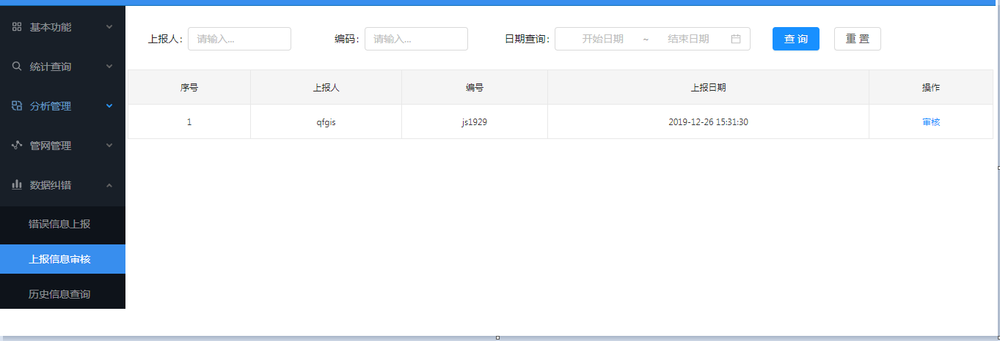 基本功能
统计查询
分析管理
管网管理
数据纠错
错误信息上报
上报信息审核
历史信息查询
上报人: 请输入... 编码: 请输入... 日期查询: 开始日期 ~ 结束日期 查 询 重 置
序号 上报人 编号 上报日期 操作
1 qfgis js1929 2019-12-26 15:31:30 审核